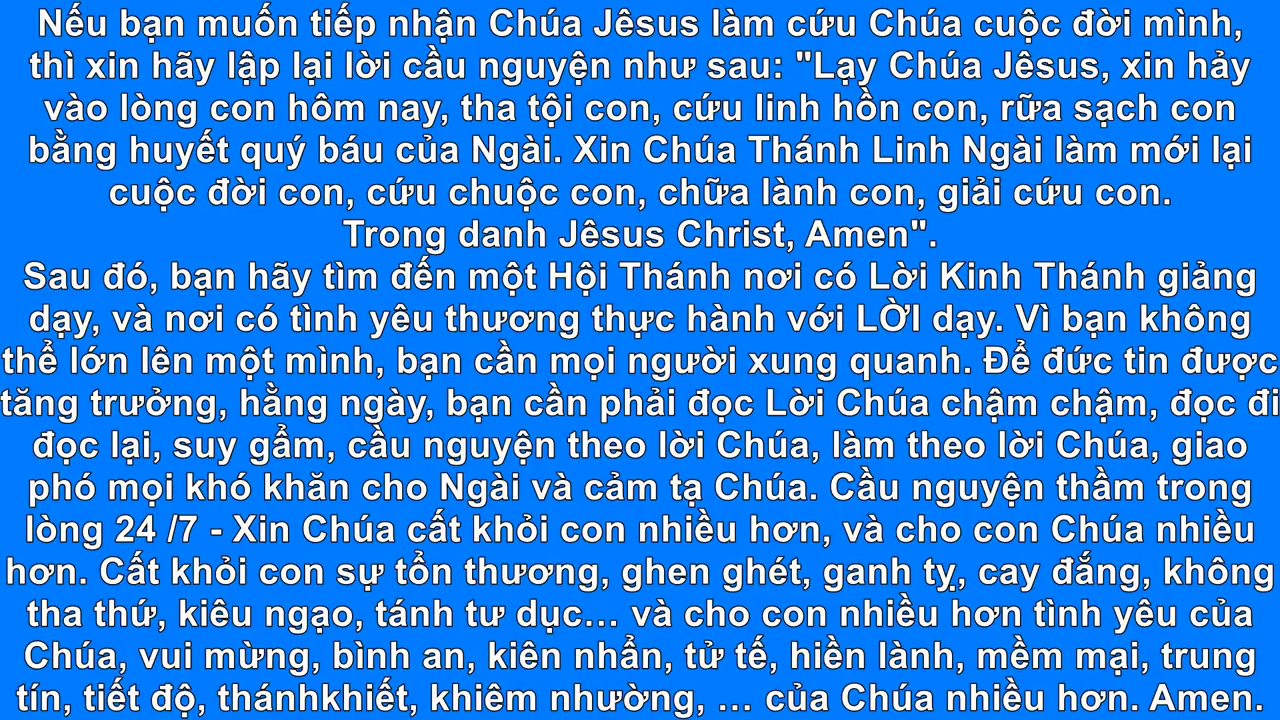 Nếu bạn muốn tiếp nhận Chúa Jêsus làm cứu Chúa cuộc đời mình,
thì xin hãy lập lại lời cầu nguyện như sau: "Lạy Chúa Jêsus, xin hảy
vào lòng con hôm nay, tha tội con, cứu linh hồn con, rữa sạch con
bằng huyết quý báu của Ngài. Xin Chúa Thánh Linh Ngài làm mới lại
cuộc đời con, cứu chuộc con, chữa lành con, giải cứu con.
Trong danh Jêsus Christ, Amen".
Sau đó, bạn hãy tìm đến một Hội Thánh nơi có Lời Kinh Thánh giảng
dạy, và nơi có tình yêu thương thực hành với LỜI dạy. Vì bạn không
thể lớn lên một mình, bạn cần mọi người xung quanh. Để đức tin được
tăng trưởng, hằng ngày, bạn cần phải đọc Lời Chúa chậm chậm, đọc đi
đọc lại, suy gẩm, cầu nguyện theo lời Chúa, làm theo lời Chúa, giao
phó mọi khó khăn cho Ngài và cảm tạ Chúa. Cầu nguyện thầm trong
lòng 24 /7 - Xin Chúa cất khỏi con nhiều hơn, và cho con Chúa nhiều
hơn. Cất khỏi con sự tổn thương, ghen ghét, ganh tỵ, cay đắng, không
tha thứ, kiêu ngạo, tánh tư dục... và cho con nhiều hơn tình yêu của
Chúa, vui mừng, bình an, kiên nhẩn, tử tế, hiền lành, mềm mại, trung
tín, tiết độ, thánhkhiết, khiêm nhường, ... của Chúa nhiều hơn. Amen.